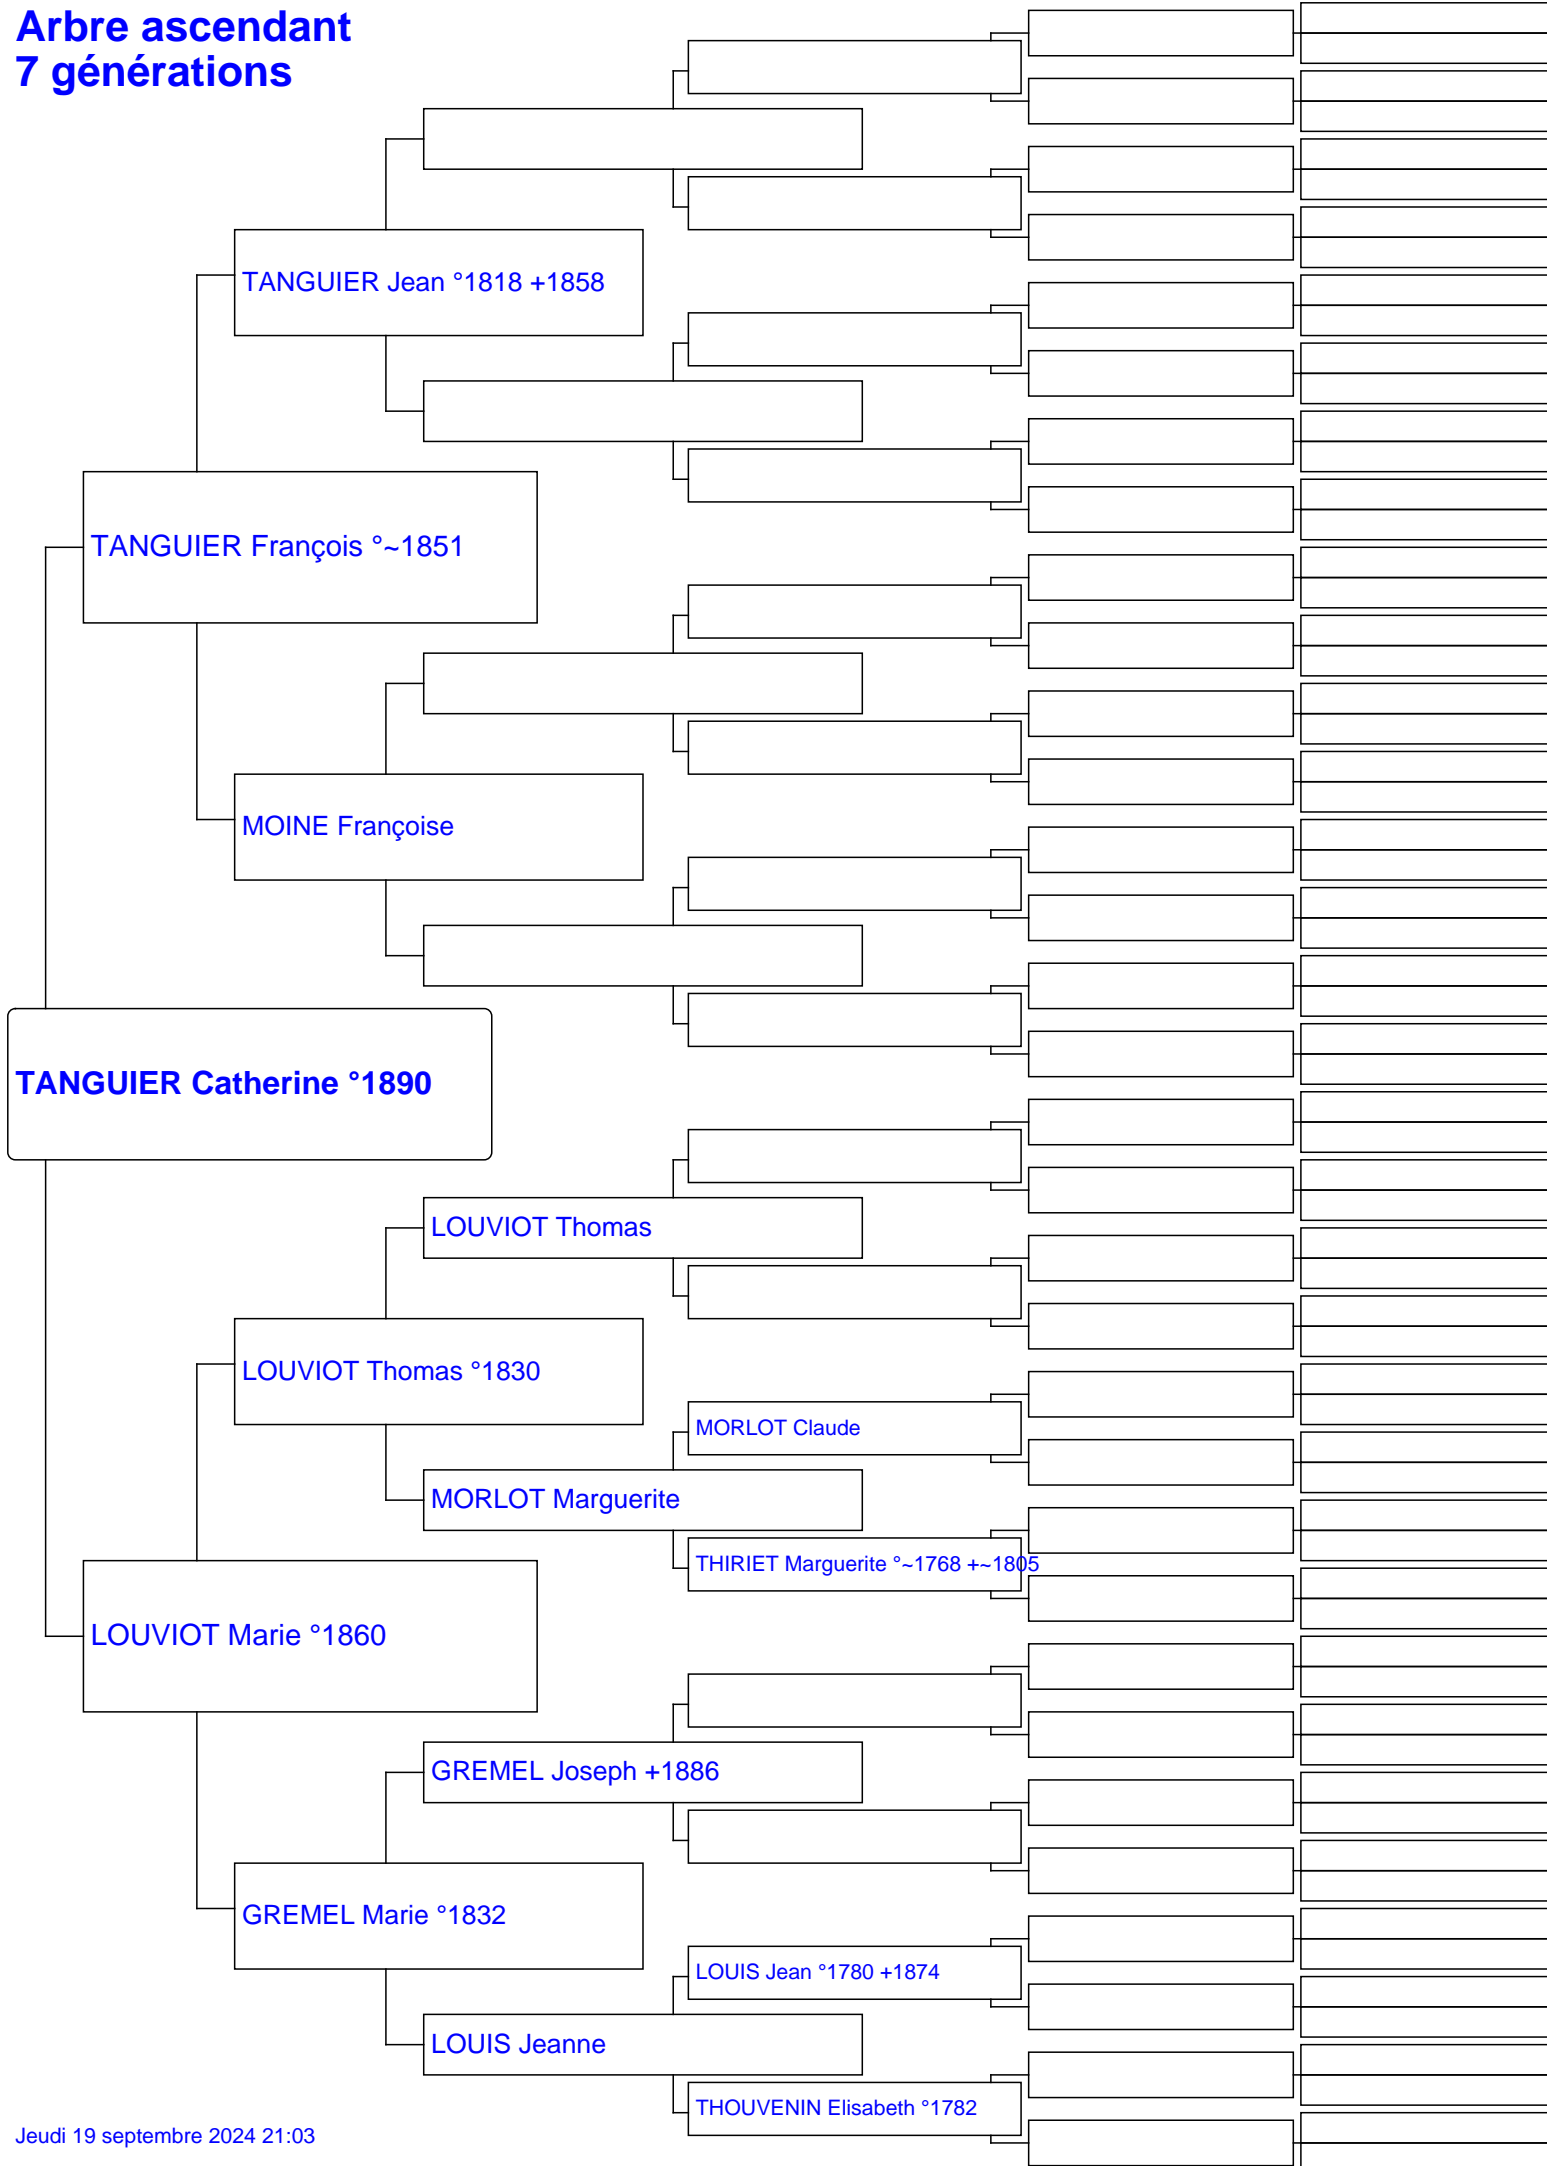 Arbre ascendant
7 générations
TANGUIER Jean °1818 +1858
TANGUIER François °~1851
MOINE Françoise
TANGUIER Catherine °1890
LOUVIOT Thomas
LOUVIOT Thomas °1830
MORLOT Claude
MORLOT Marguerite
THIRIET Marguerite °~1768 +~1805
LOUVIOT Marie °1860
GREMEL Joseph +1886
GREMEL Marie °1832
LOUIS Jean °1780 +1874
LOUIS Jeanne
THOUVENIN Elisabeth °1782
Jeudi 19 septembre 2024 21:03